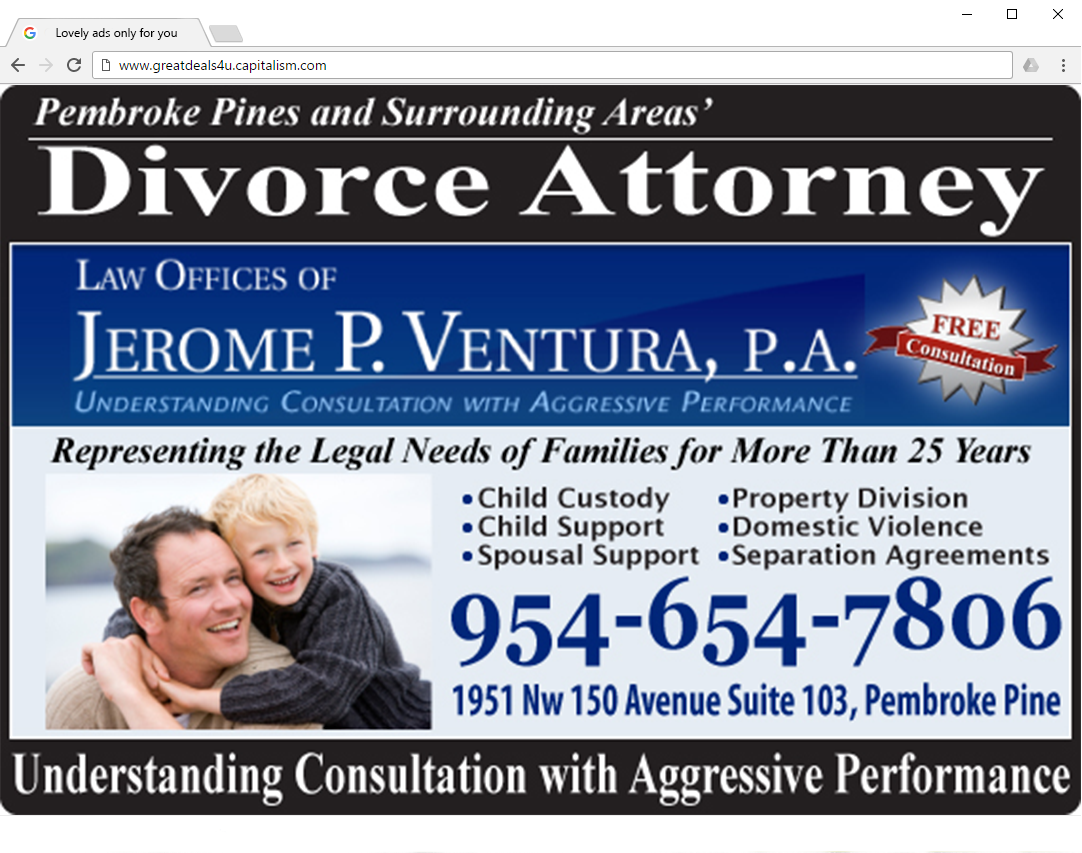 Lovely ads only for you
www.greatdeals4u.capitalism.com
Pembroke Pines and Surrounding Areas'
Divorce Attorney
LAW OFFICES OF
JEROME P. VENTURA, P.A.
UNDERSTANDING CONSULTATION WITH AGGRESSIVE PERFORMANCE
FREE
Consultation
Representing the Legal Needs of Families for More Than 25 Years
•Child Custody
•Child Support
•Spousal Support
•Property Division
•Domestic Violence
•Separation Agreements
954-654-7806
1951 Nw 150 Avenue Suite 103, Pembroke Pine
Understanding Consultation with Aggressive Performance